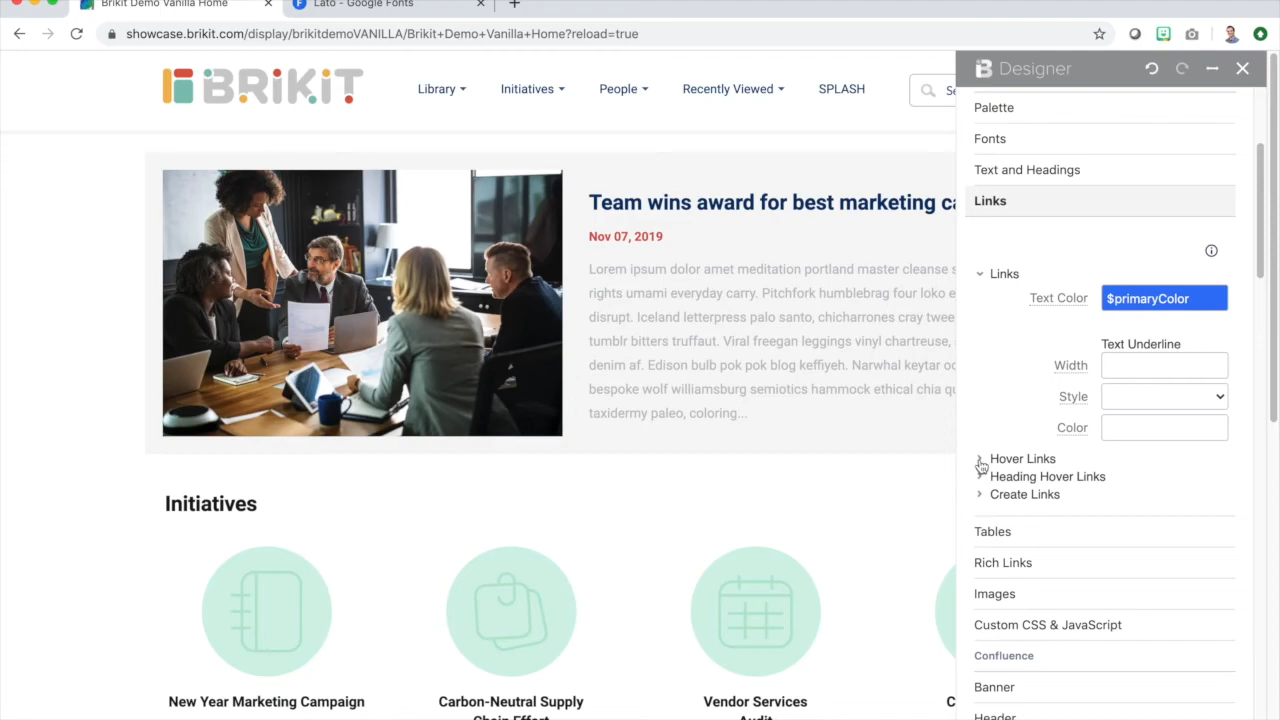 Brikit Demo Vanilla Home
Lato - Google Fonts
showcase.brikit.com/display/brikitdemoVANILLA/Brikit+Demo+Vanilla+Home?reload=true
BRiKiT
Library
Initiatives
People
Recently Viewed
SPLASH
Se
Team wins award for best marketing ca
Nov 07, 2019
Lorem ipsum dolor amet meditation portland master cleanse s
rights umami everyday carry. Pitchfork humblebrag four loko e
disrupt. Iceland letterpress palo santo, chicharrones cray twee
tumblr bitters truffaut. Viral freegan leggings vinyl chartreuse,
denim af. Edison bulb pok pok blog keffiyeh. Narwhal keytar oc
bespoke wolf williamsburg semiotics hammock ethical chia qu
taxidermy paleo, coloring...
Initiatives
New Year Marketing Campaign
Carbon-Neutral Supply
Chain Effort
Vendor Services
Audit
C
Designer
Palette
Fonts
Text and Headings
Links
Links
Text Color
$primaryColor
Text Underline
Width
Style
Color
Hover Links
Heading Hover Links
Create Links
Tables
Rich Links
Images
Custom CSS & JavaScript
Confluence
Banner
Header